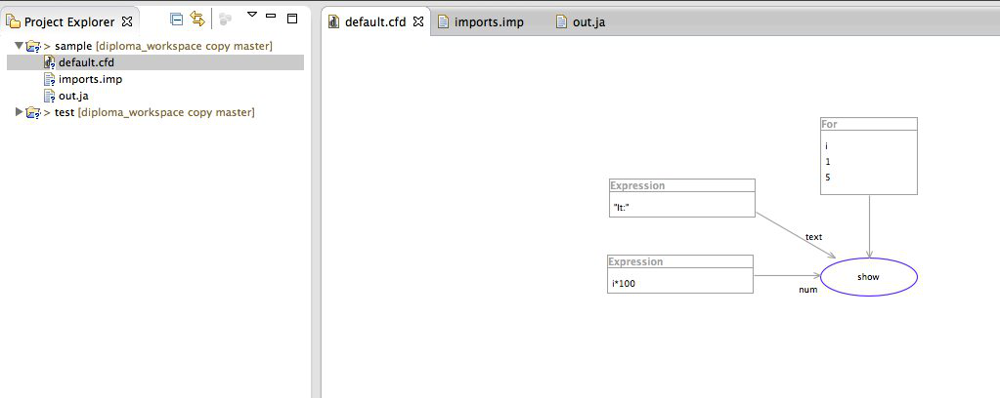 Project Explorer
> sample [diploma_workspace copy master]
default.cfd
imports.imp
out.ja
> test [diploma_workspace copy master]
default.cfd
imports.imp
out.ja
For
i
1
5
Expression
"It:"
text
Expression
i*100
num
show